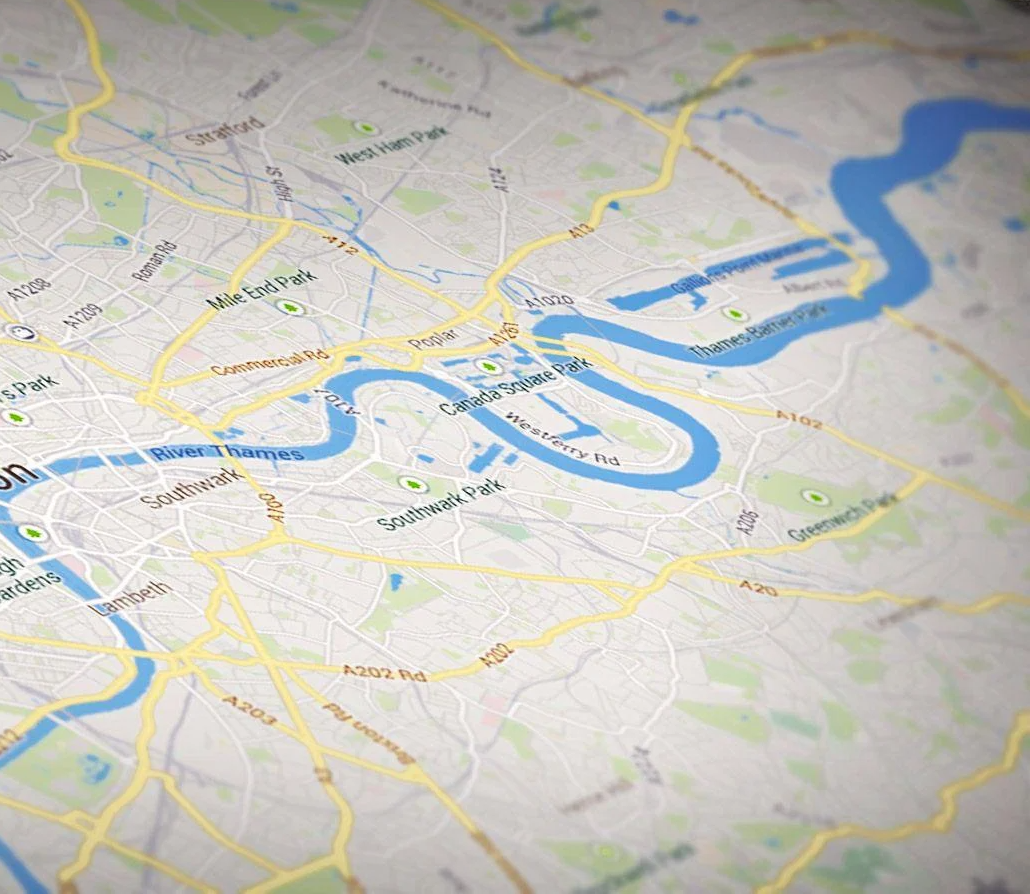 Katherine Rd
Stratford
West Ham Park
High St
A124
A13
A12
Roman Rd
A1208
A1209
Mile End Park
Gallions Point Marina
Albert Rd
A1020
Thames Barrier Park
A1261
Poplar
Commercial Rd
s Park
Canada Square Park
A101
Westferry Rd
A102
on
River Thames
Southwark
A100
Southwark Park
A206
Greenwich Park
gh
ardens
Lambeth
A20
A202 Rd
A202
A203
Brixton Rd